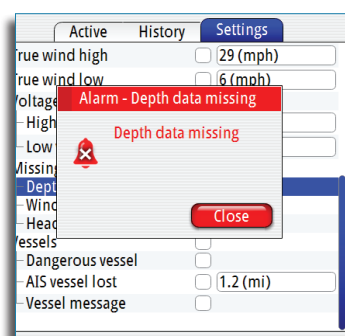 Active History Settings
True wind high 29 (mph)
True wind low 6 (mph)
Voltage
Alarm - Depth data missing
High
Depth data missing
Low
Missing
Dept
Wind
Head
Close
Vessels
Dangerous vessel
AIS vessel lost 1.2 (mi)
Vessel message